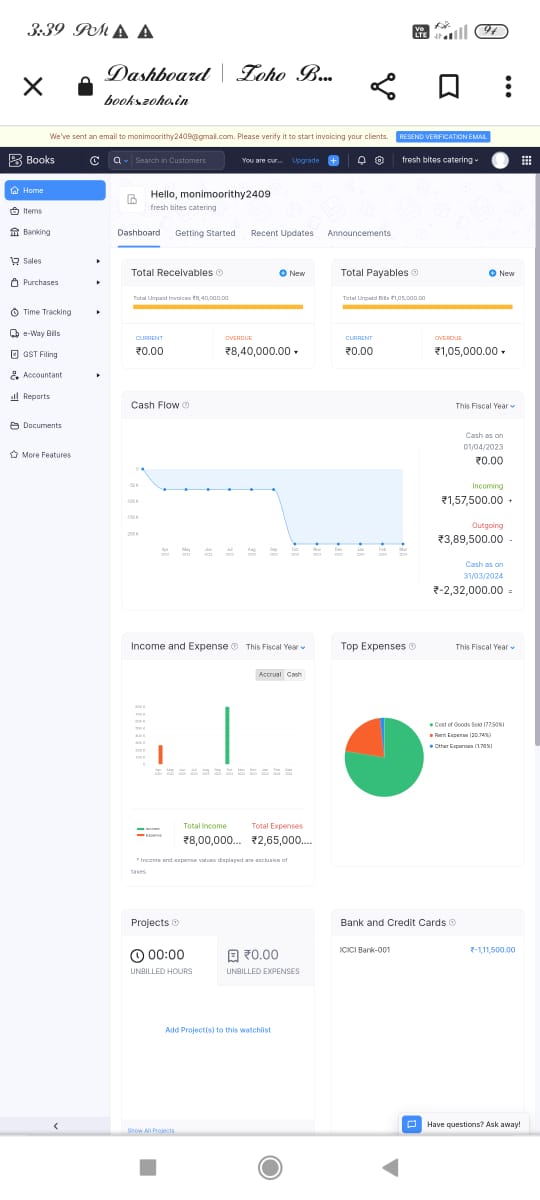 3:39 PM
Vo LTE
97
Dashboard | Zoho B...
books.zoho.in
We've sent an email to monimoorithy2409@gmail.com. Please verify it to start invoicing your clients. RESEND VERIFICATION EMAIL
Books
Search in Customers
You are cur... Upgrade
fresh bites catering
Home
Items
Banking
Sales
Purchases
Time Tracking
e-Way Bills
GST Filing
Accountant
Reports
Documents
More Features
Hello, monimoorithy2409
fresh bites catering
Dashboard Getting Started Recent Updates Announcements
Total Receivables New
Total Unpaid Invoices ₹8,40,000.00
CURRENT OVERDUE
₹0.00 ₹8,40,000.00
Total Payables New
Total Unpaid Bills ₹1,05,000.00
CURRENT OVERDUE
₹0.00 ₹1,05,000.00
Cash Flow This Fiscal Year
Cash as on
01/04/2023
₹0.00
Incoming
₹1,57,500.00 +
Outgoing
₹3,89,500.00 -
Cash as on
31/03/2024
₹-2,32,000.00 =
Income and Expense This Fiscal Year
Accrual Cash
Total Income Total Expenses
₹8,00,000... ₹2,65,000....
* Income and expense values displayed are exclusive of
taxes.
Top Expenses This Fiscal Year
Cost of Goods Sold (77.50%)
Rent Expense (20.74%)
Other Expenses (1.76%)
Projects
00:00 ₹0.00
UNBILLED HOURS UNBILLED EXPENSES
Add Project(s) to this watchlist
Show All Projects
Bank and Credit Cards
ICICI Bank-001 ₹-1,11,500.00
Have questions? Ask away!